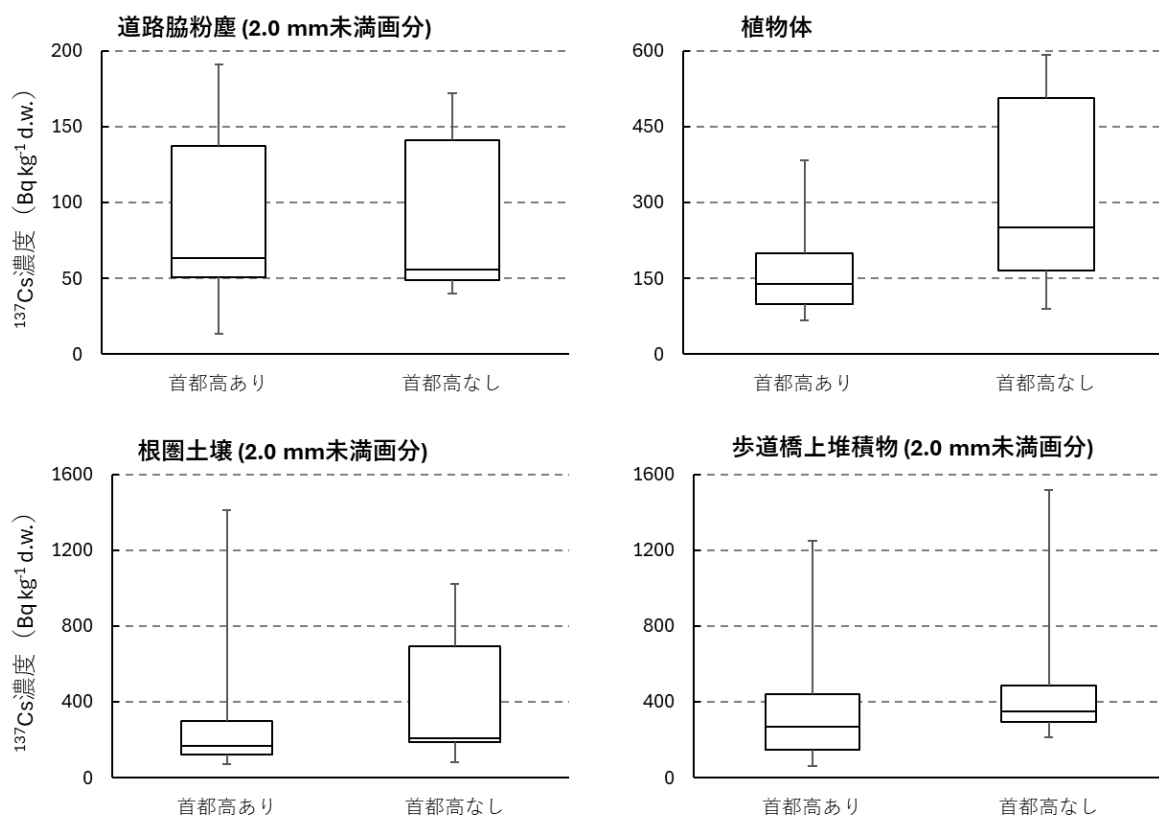 道路脇粉塵 (2.0 mm未満画分)
200
150
100
50
0
¹³⁷Cs濃度（Bq kg⁻¹ d.w.）
首都高あり
首都高なし
植物体
600
450
300
150
0
首都高あり
首都高なし
根圏土壌 (2.0 mm未満画分)
1600
1200
800
400
0
¹³⁷Cs濃度（Bq kg⁻¹ d.w.）
首都高あり
首都高なし
歩道橋上堆積物 (2.0 mm未満画分)
1600
1200
800
400
0
首都高あり
首都高なし